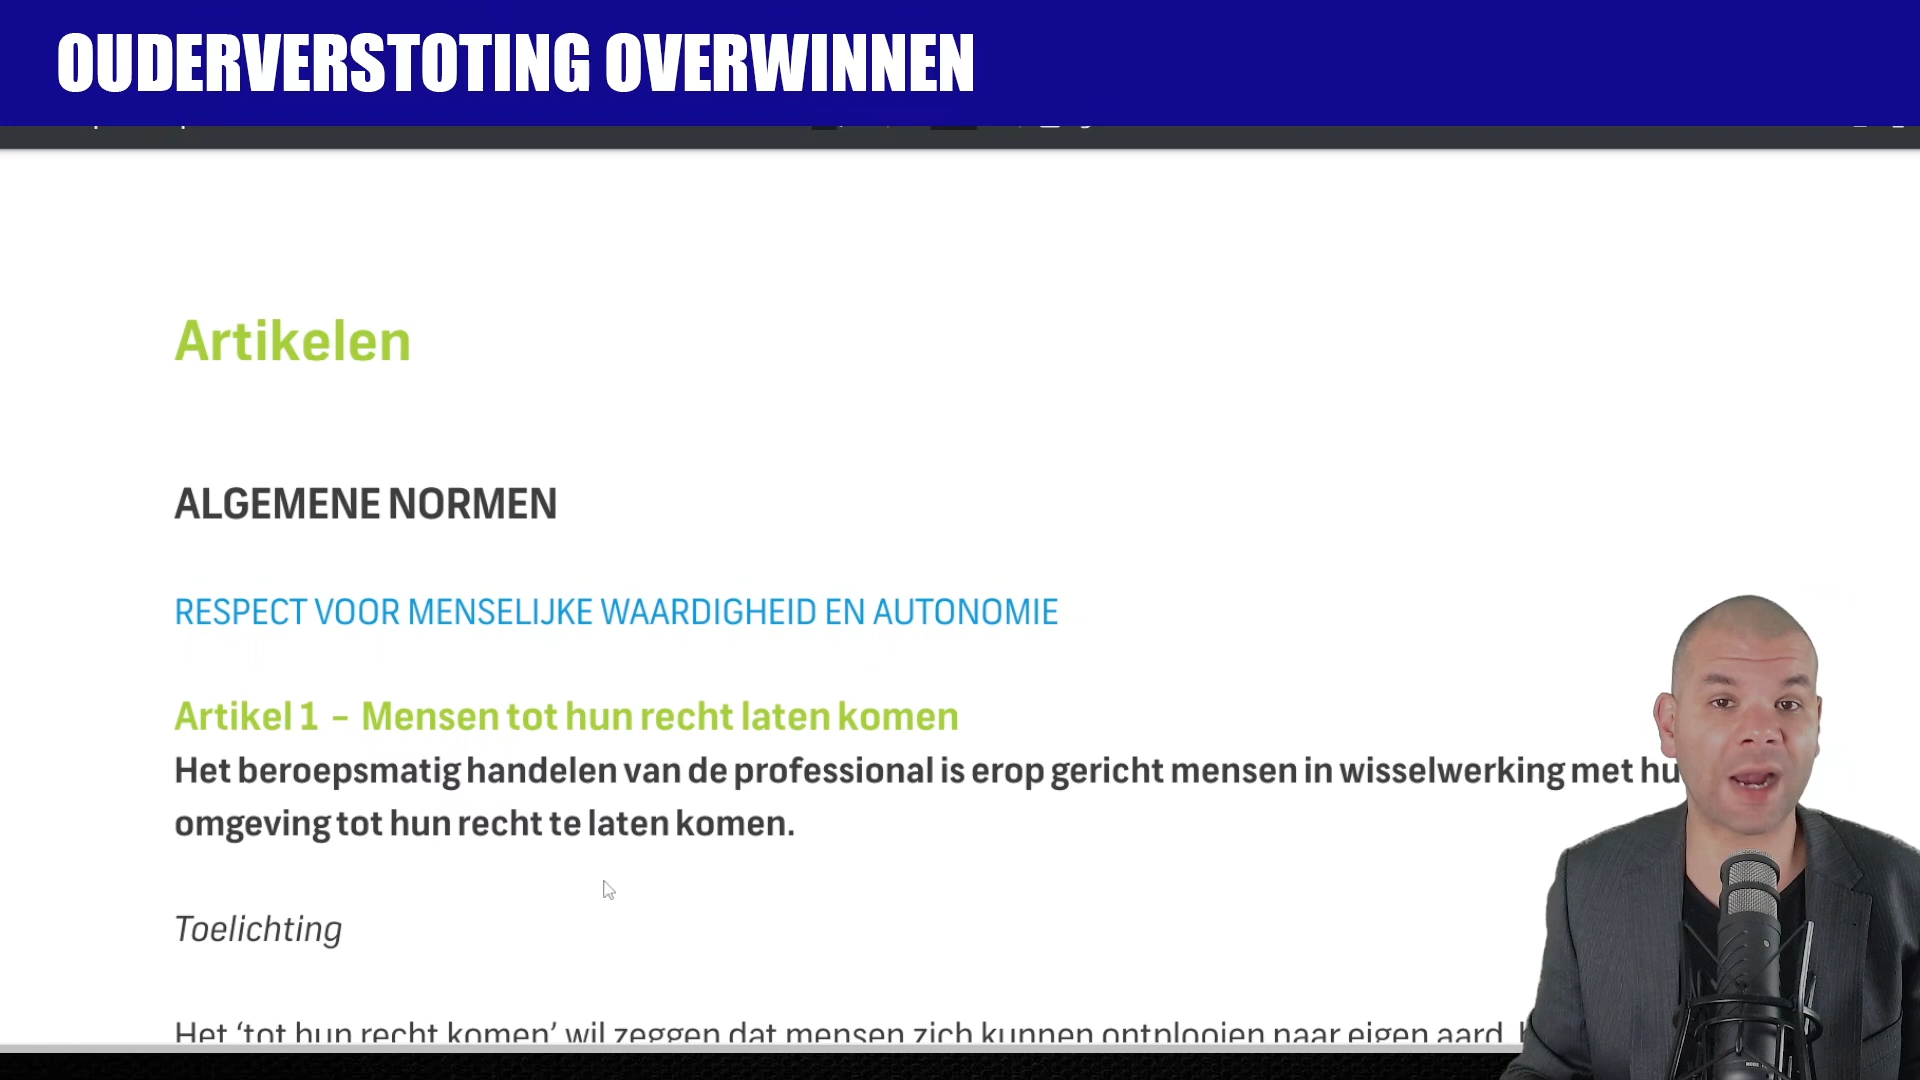 OUDERVERSTOTING OVERWINNEN
Artikelen
ALGEMENE NORMEN
RESPECT VOOR MENSELIJKE WAARDIGHEID EN AUTONOMIE
Artikel 1 - Mensen tot hun recht laten komen
Het beroepsmatig handelen van de professional is erop gericht mensen in wisselwerking met hu
omgeving tot hun recht te laten komen.
Toelichting
Het ‘tot hun recht komen’ wil zeggen dat mensen zich kunnen ontplooien naar eigen aard,